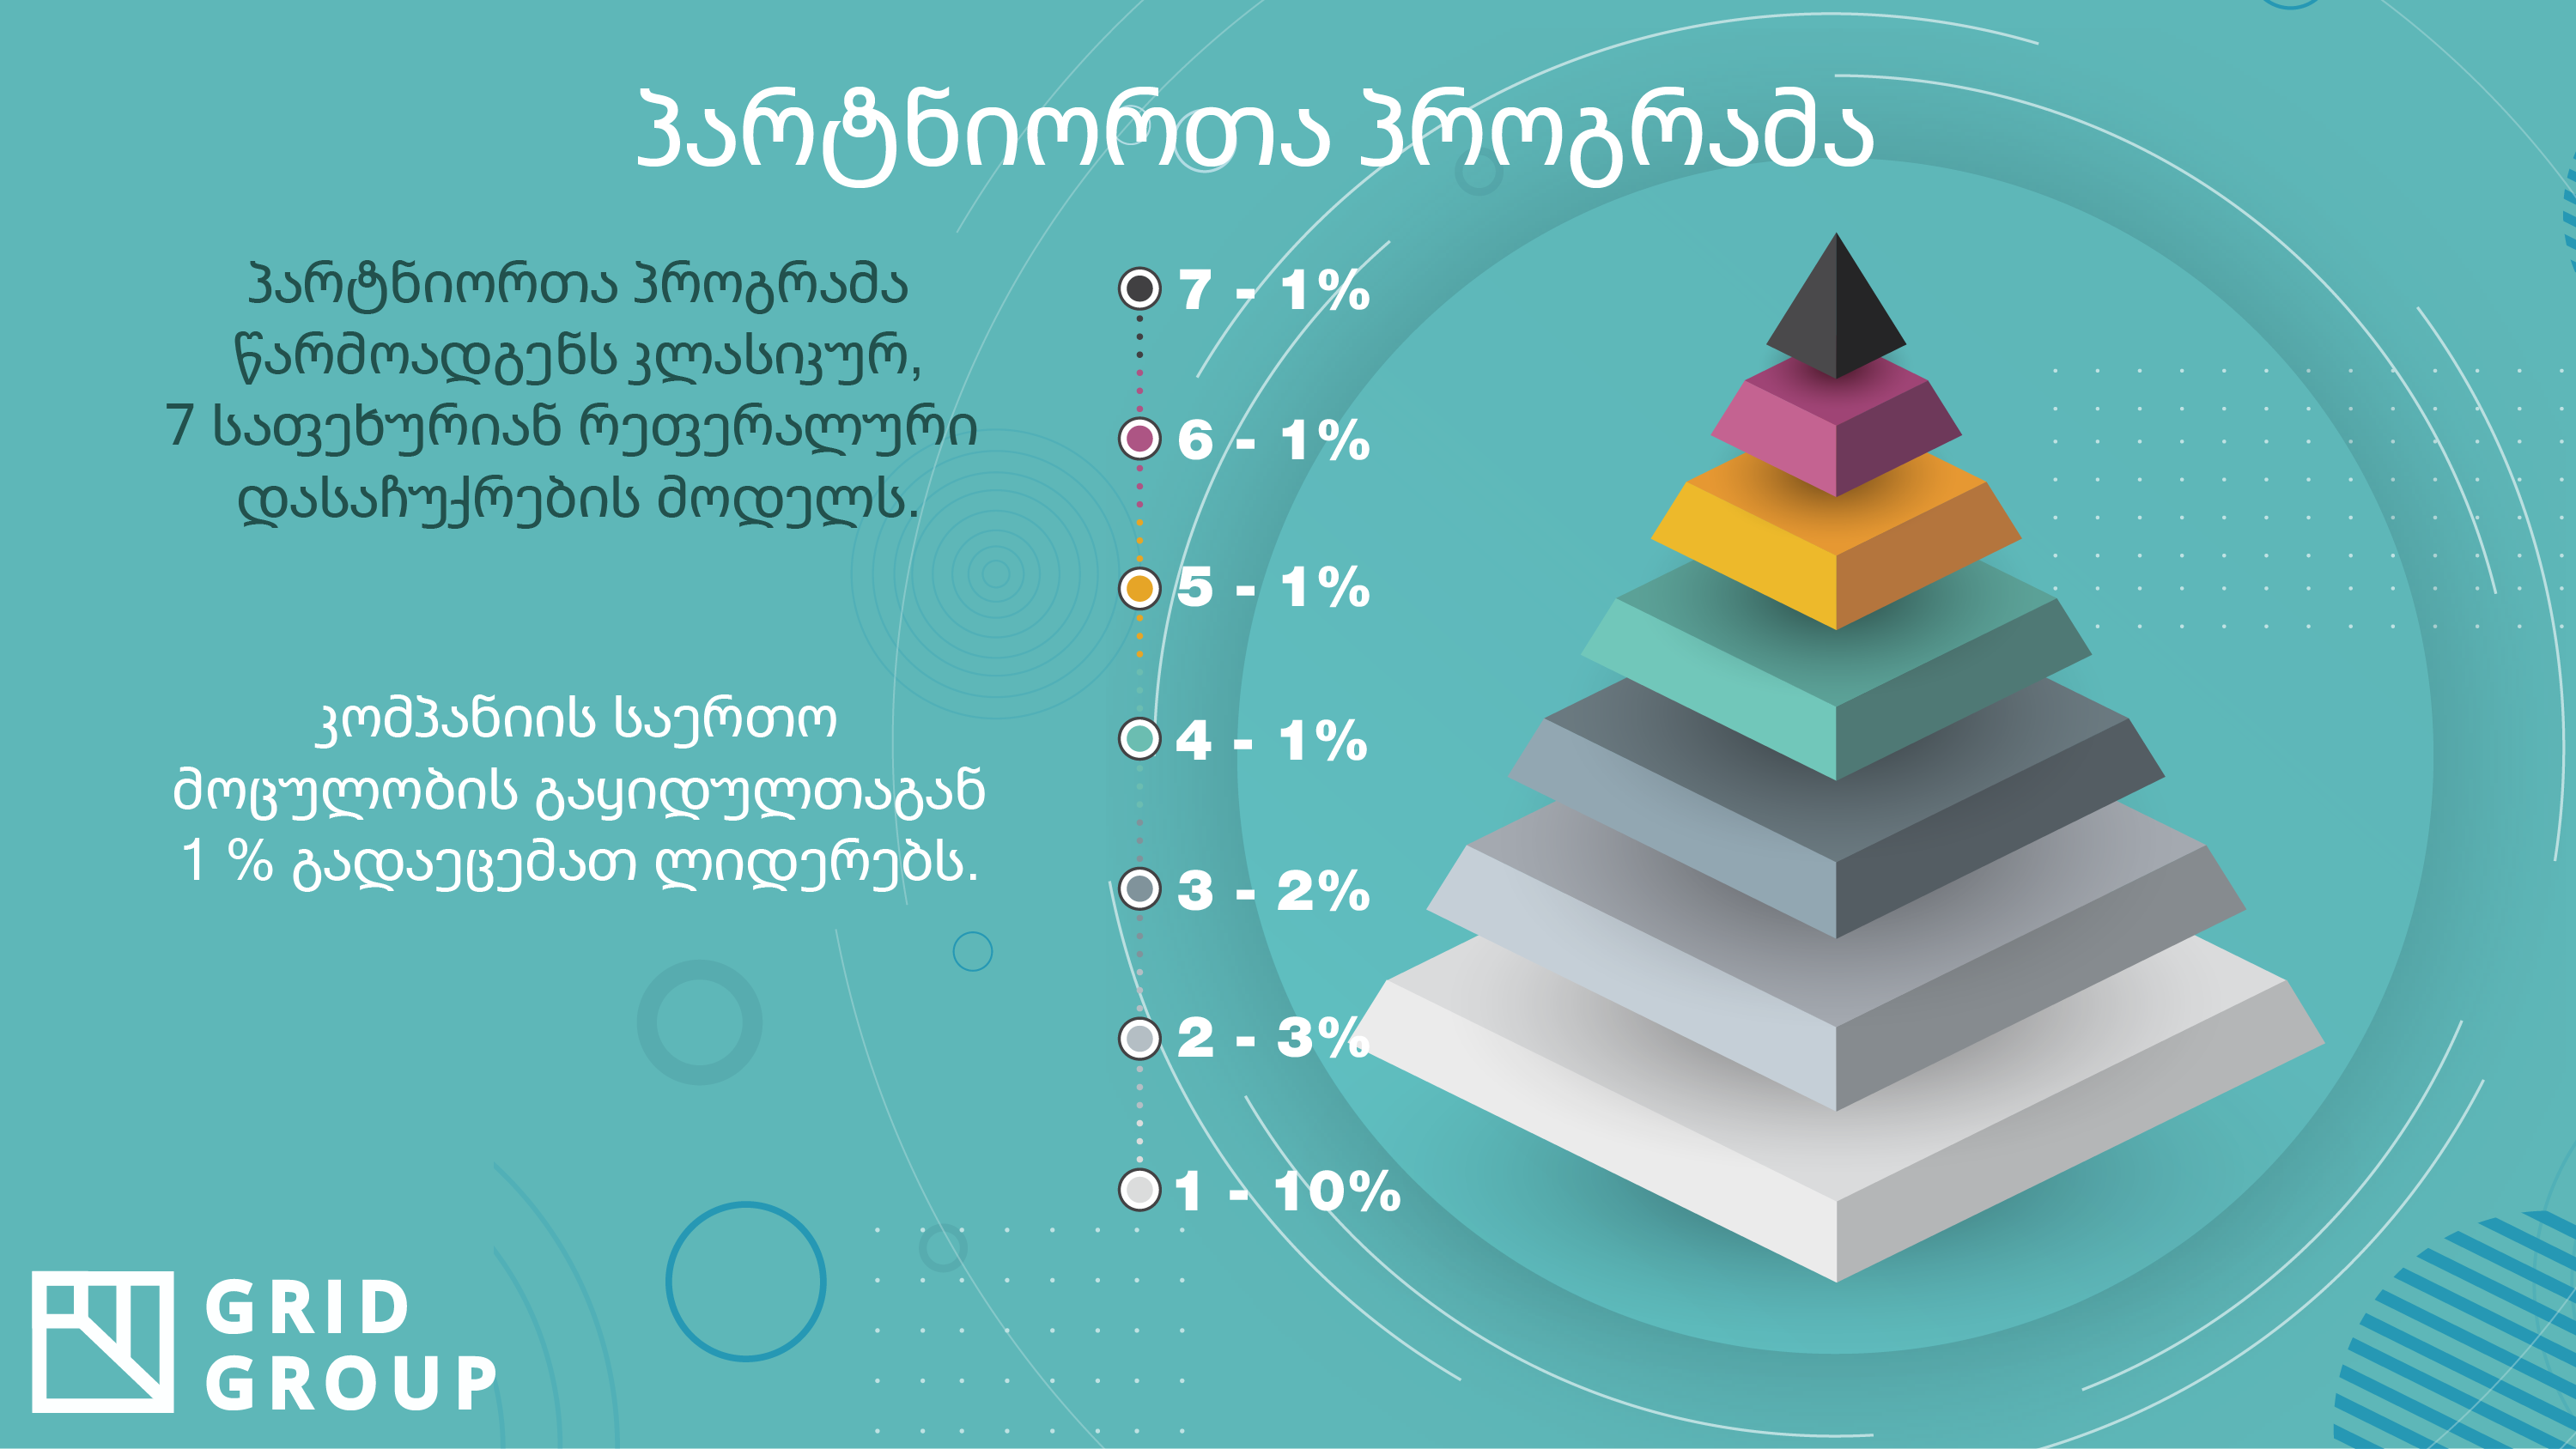 პარტნიორთა პროგრამა
პარტნიორთა პროგრამა
წარმოადგენს კლასიკურ,
7 საფეხურიან რეფერალური
დასაჩუქრების მოდელს.
კომპანიის საერთო
მოცულობის გაყიდულთაგან
1 % გადაეცემათ ლიდერებს.
7 - 1%
6 - 1%
5 - 1%
4 - 1%
3 - 2%
2 - 3%
1 - 10%
GRID
GROUP